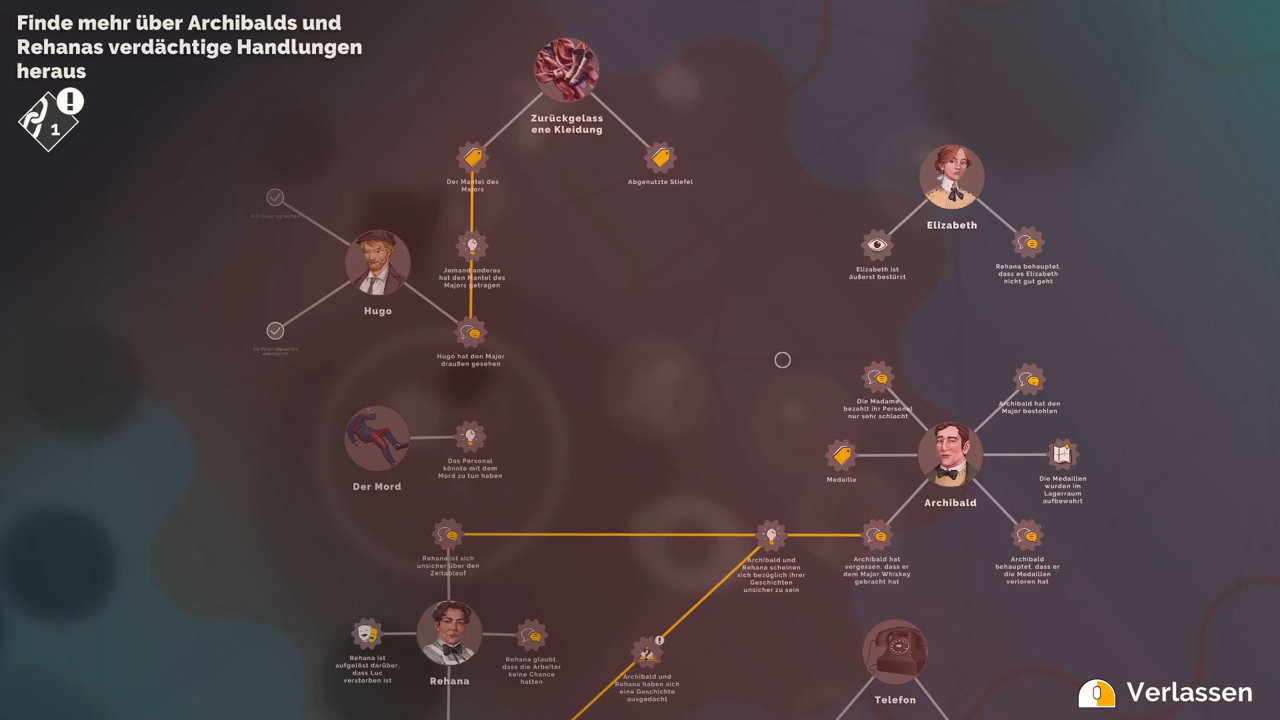 Finde mehr über Archibalds und
Rehanas verdächtige Handlungen
heraus
1
Zurückgelass
ene Kleidung
Der Mantel des
Majors
Abgenutzte Stiefel
Elizabeth
Elizabeth ist
äußerst bestürzt
Rehana behauptet,
dass es Elizabeth
nicht gut geht
Jemand anderes
hat den Mantel des
Majors getragen
Hugo
Hugo hat den Major
draußen gesehen
Die Madame
bezahlt ihr Personal
nur sehr schlecht
Archibald hat den
Major bestohlen
Das Personal
könnte mit dem
Mord zu tun haben
Der Mord
Medaille
Die Medaillen
wurden im
Lagerraum
aufbewahrt
Archibald
Rehana ist sich
unsicher über den
Zeitablauf
Archibald und
Rehana scheinen
sich bezüglich ihrer
Geschichten
unsicher zu sein
Archibald hat
vergessen, dass er
dem Major Whiskey
gebracht hat
Archibald
behauptet, dass er
die Medaillen
verloren hat
Rehana ist
aufgelöst darüber,
dass Luc
verstorben ist
Rehana
Rehana glaubt,
dass die Arbeiter
keine Chance
hatten
Archibald und
Rehana haben sich
eine Geschichte
ausgedacht
Telefon
Verlassen